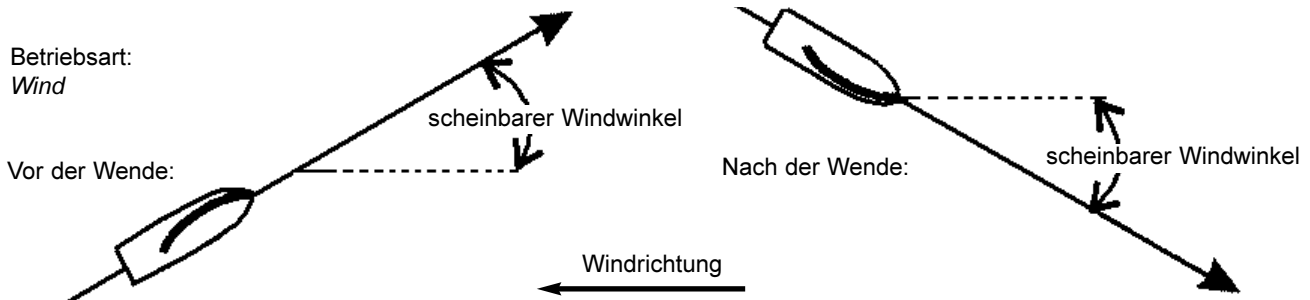 Betriebsart:
Wind
scheinbarer Windwinkel
Vor der Wende:
Nach der Wende:
scheinbarer Windwinkel
Windrichtung